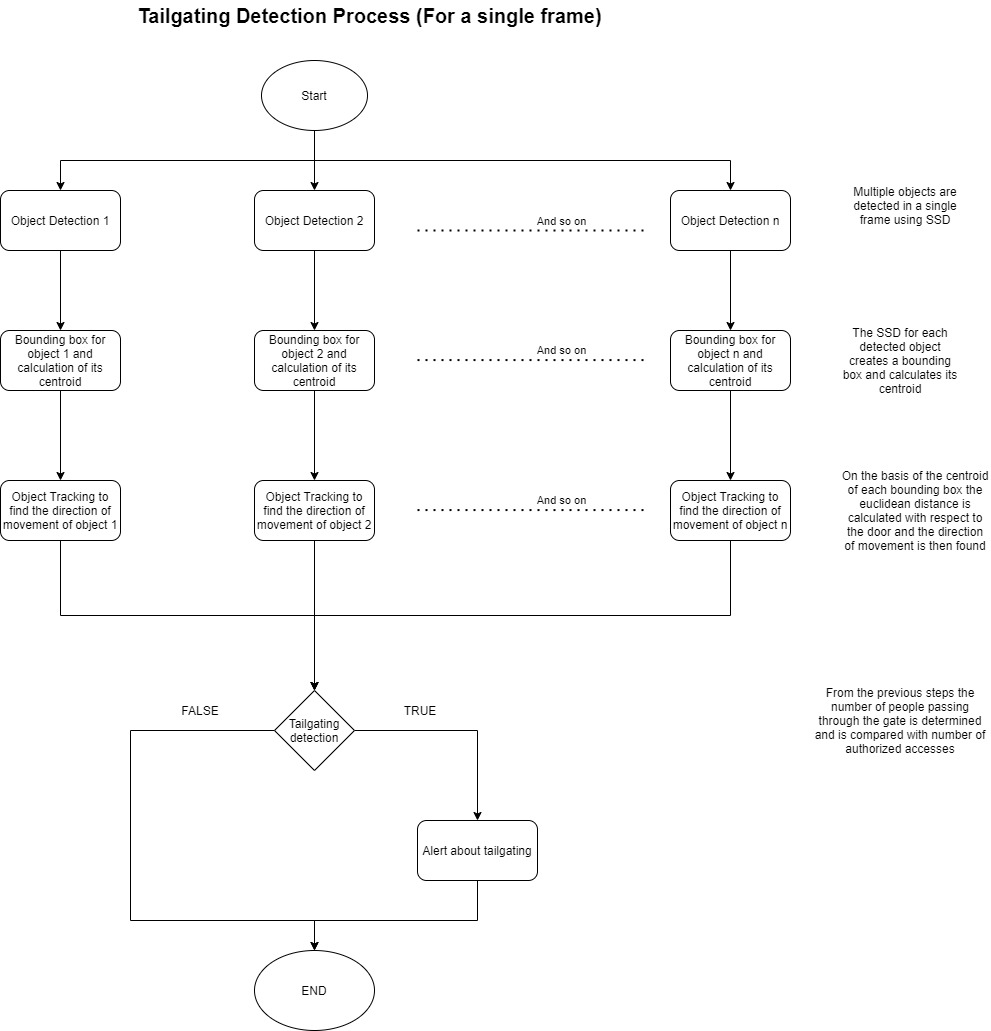 Tailgating Detection Process (For a single frame)
Start
Object Detection 1
Object Detection 2
And so on
Object Detection n
Multiple objects are
detected in a single
frame using SSD
Bounding box for
object 1 and
calculation of its
centroid
Bounding box for
object 2 and
calculation of its
centroid
And so on
Bounding box for
object n and
calculation of its
centroid
The SSD for each
detected object
creates a bounding
box and calculates its
centroid
Object Tracking to
find the direction of
movement of object 1
Object Tracking to
find the direction of
movement of object 2
And so on
Object Tracking to
find the direction of
movement of object n
On the basis of the centroid
of each bounding box the
euclidean distance is
calculated with respect to
the door and the direction
of movement is then found
FALSE
Tailgating
detection
TRUE
From the previous steps the
number of people passing
through the gate is determined
and is compared with number of
authorized accesses
Alert about tailgating
END